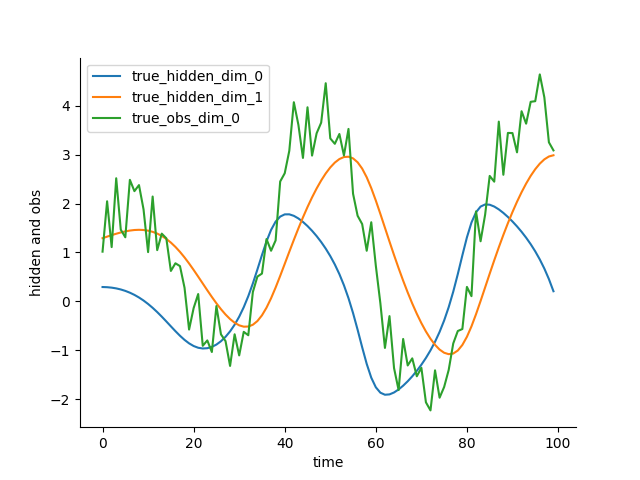 true_hidden_dim_0
true_hidden_dim_1
true_obs_dim_0
hidden and obs
4
3
2
1
0
−1
−2
0 20 40 60 80 100
time